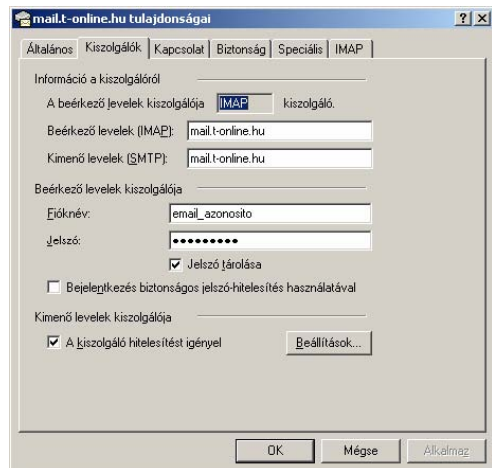 mail.t-online.hu tulajdonságai
Általános Kiszolgálók Kapcsolat Biztonság Speciális IMAP
Információ a kiszolgálóról
A beérkező levelek kiszolgálója IMAP kiszolgáló.
Beérkező levelek (IMAP): mail.t-online.hu
Kimenő levelek (SMTP): mail.t-online.hu
Beérkező levelek kiszolgálója
Fióknév: email_azonosito
Jelszó: •••••••••
Jelszó tárolása
Bejelentkezés biztonságos jelszó-hitelesítés használatával
Kimenő levelek kiszolgálója
A kiszolgáló hitelesítést igényel Beállítások...
OK Mégse Alkalmaz